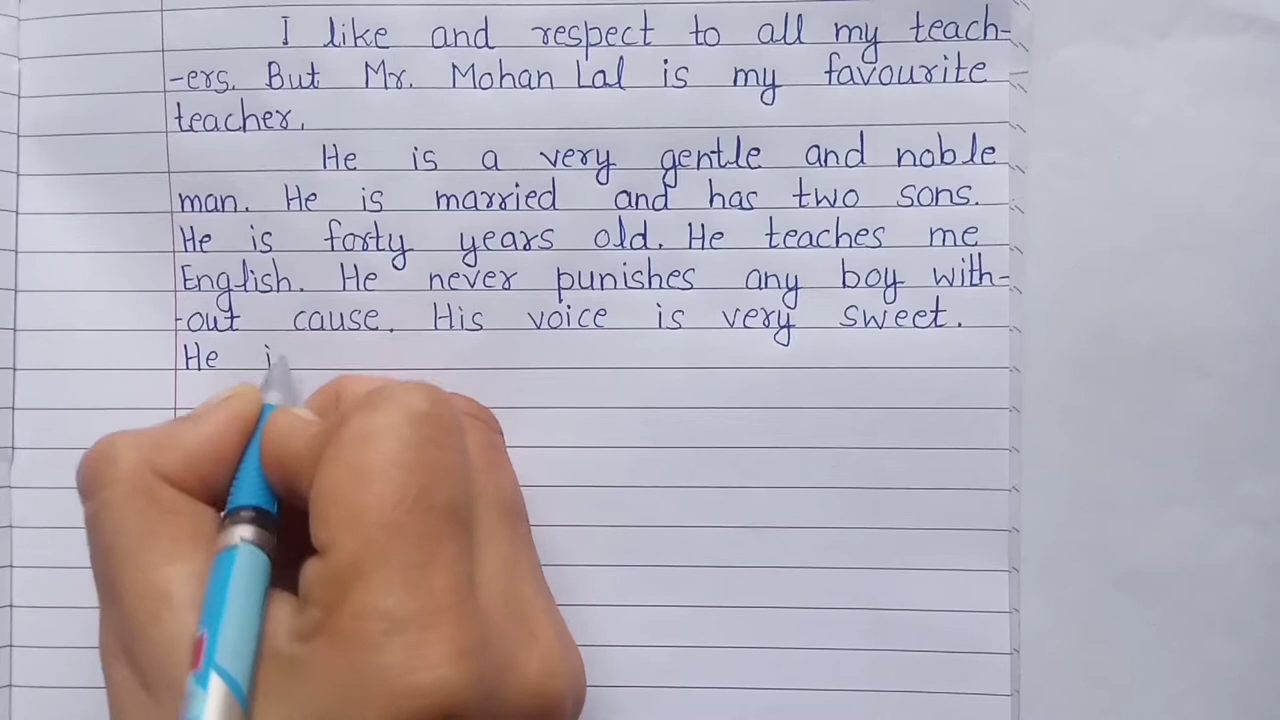 I like and respect to all my teach-
-ers. But Mr. Mohan Lal is my favourite
teacher.
He is a very gentle and noble
man. He is married and has two sons.
He is forty years old. He teaches me
English. He never punishes any boy with-
-out cause. His voice is very sweet.
He i